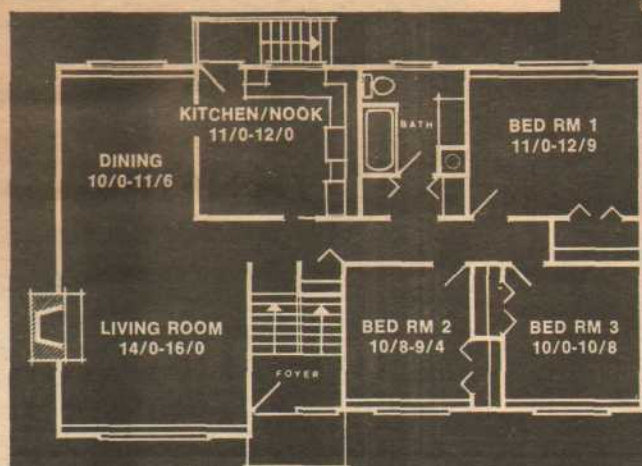 KITCHEN/NOOK
11/0-12/0
BATH
BED RM 1
11/0-12/9
DINING
10/0-11/6
LIVING ROOM
14/0-16/0
FOYER
BED RM 2
10/8-9/4
BED RM 3
10/0-10/8